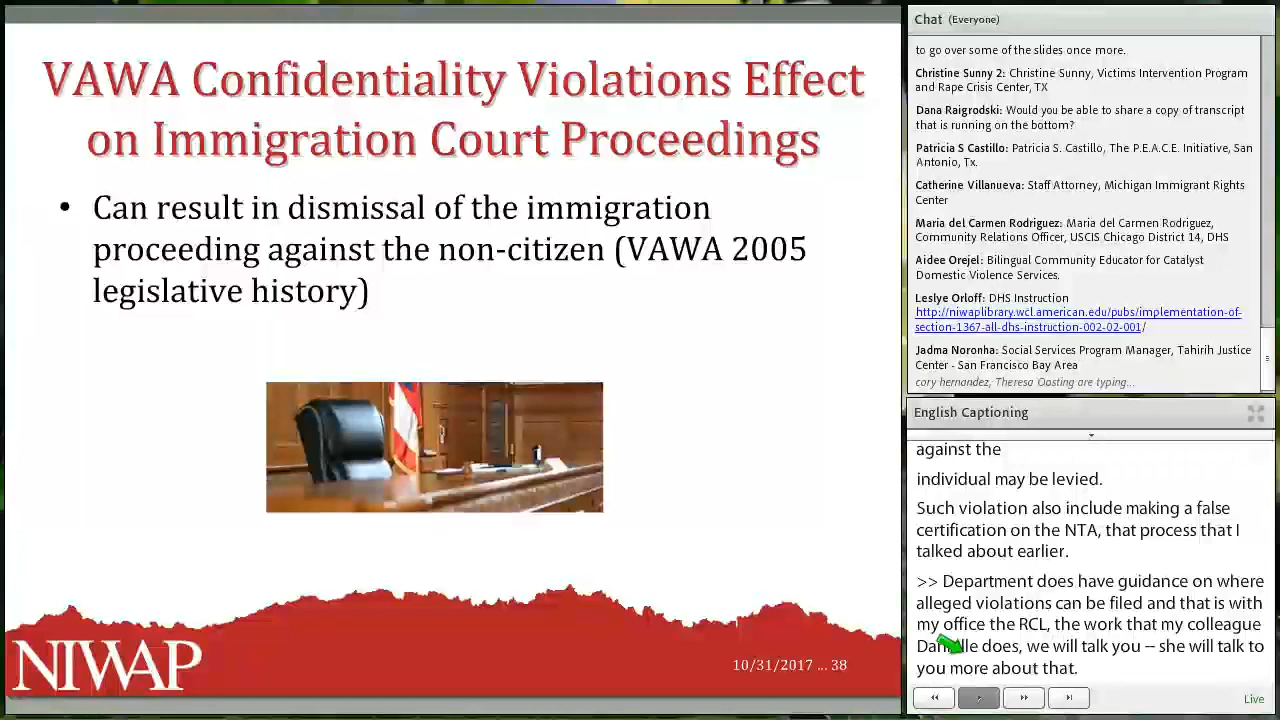 VAWA Confidentiality Violations Effect
on Immigration Court Proceedings
• Can result in dismissal of the immigration
proceeding against the non-citizen (VAWA 2005
legislative history)
NIWAP
10/31/2017 ... 38
Chat (Everyone)
to go over some of the slides once more.
Christine Sunny 2: Christine Sunny, Victims Intervention Program
and Rape Crisis Center, TX
Dana Raigrodski: Would you be able to share a copy of transcript
that is running on the bottom?
Patricia S Castillo: Patricia S. Castillo, The P.E.A.C.E. Initiative, San
Antonio, Tx.
Catherine Villanueva: Staff Attorney, Michigan Immigrant Rights
Center
Maria del Carmen Rodriguez: Maria del Carmen Rodriguez,
Community Relations Officer, USCIS Chicago District 14, DHS
Aidee Orejel: Bilingual Community Educator for Catalyst
Domestic Violence Services.
Leslye Orloff: DHS Instruction
http://niwaplibrary.wcl.american.edu/pubs/implementation-of-
section-1367-all-dhs-instruction-002-02-001/
Jadma Noronha: Social Services Program Manager, Tahirih Justice
Center - San Francisco Bay Area
cory hernandez, Theresa Oasting are typing...
English Captioning
against the
individual may be levied.
Such violation also include making a false
certification on the NTA, that process that I
talked about earlier.
>> Department does have guidance on where
alleged violations can be filed and that is with
my office the RCL, the work that my colleague
does, we will talk you -- she will talk to
you more about that.
Live